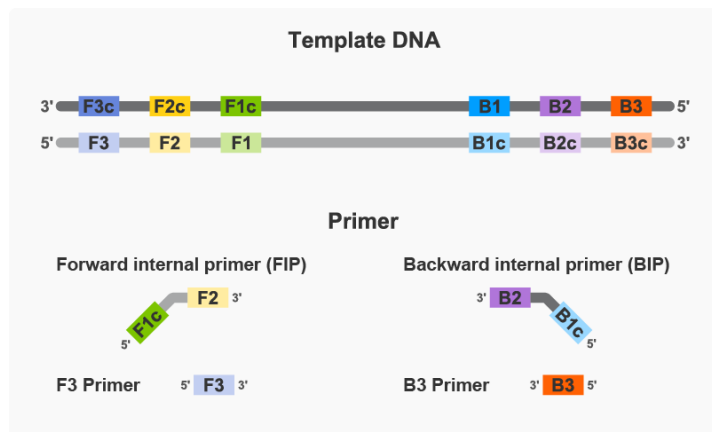 Template DNA
3' F3c F2c F1c B1 B2 B3 5'
5' F3 F2 F1 B1c B2c B3c 3'
Primer
Forward internal primer (FIP) Backward internal primer (BIP)
F1c F2 3' 3' B2 B1c
5' 5'
F3 Primer 5' F3 3' B3 Primer 3' B3 5'